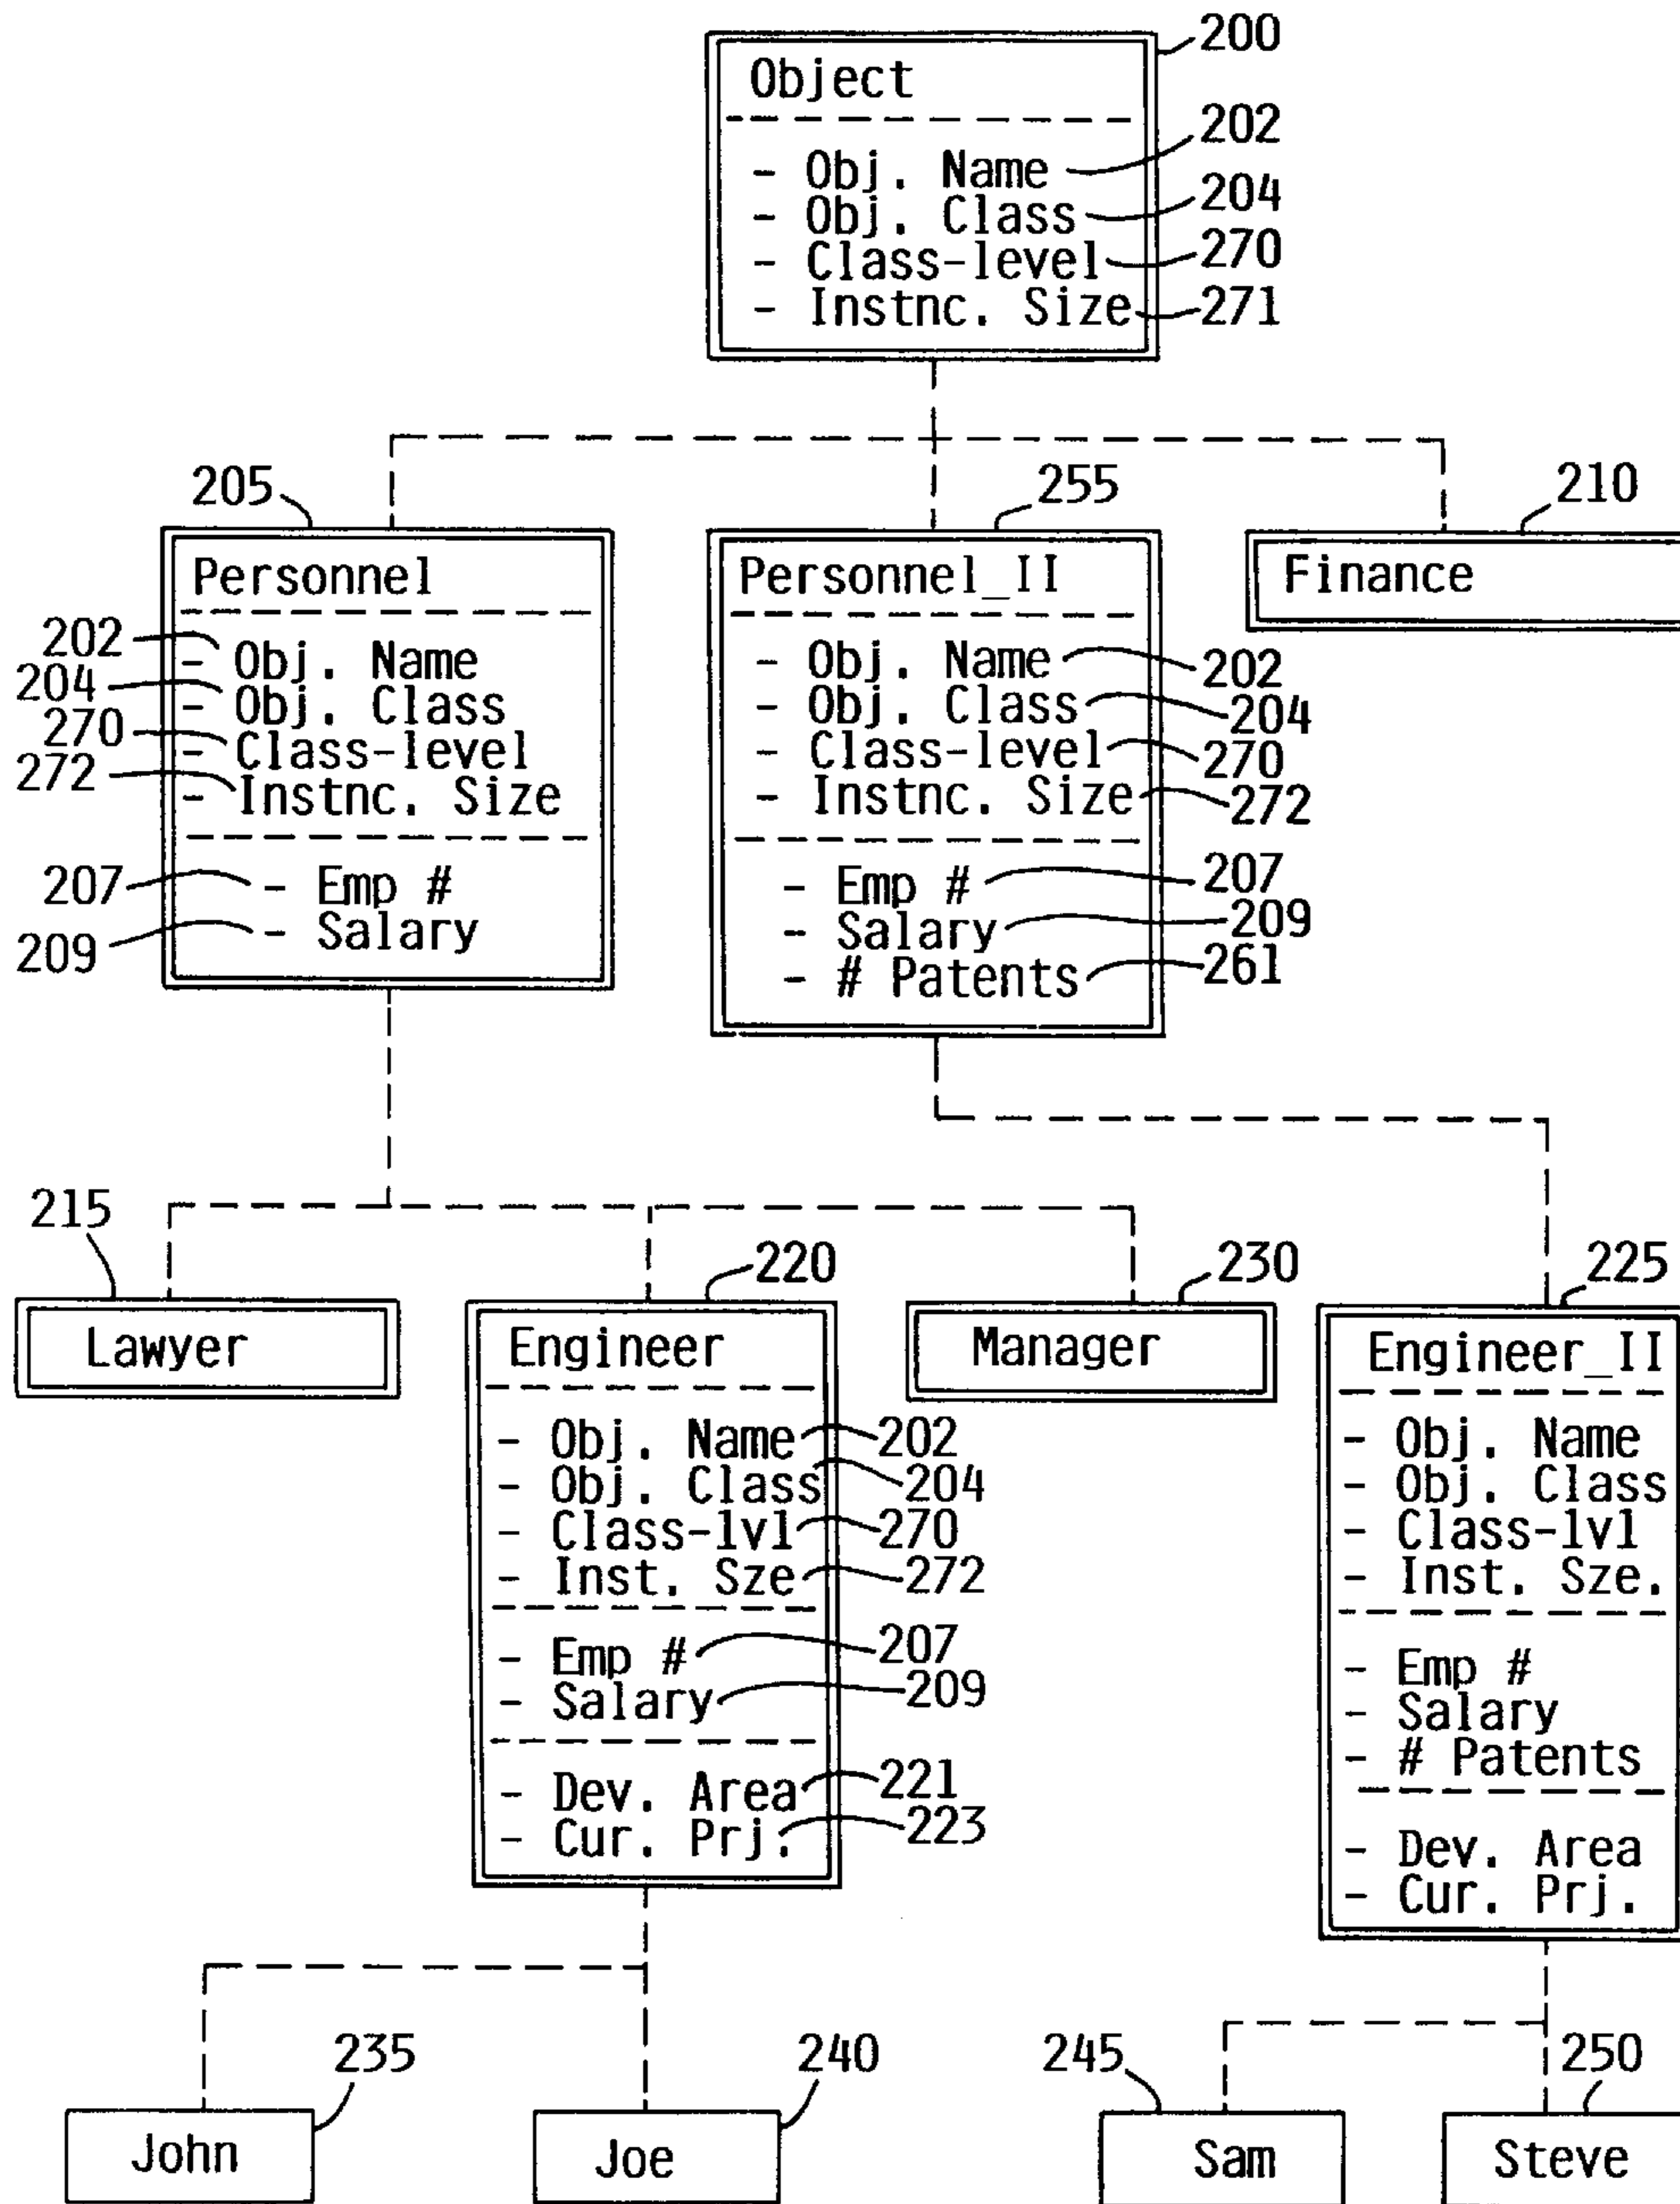 200
Object
202
- Obj. Name
- Obj. Class 204
- Class-level 270
- Instnc. Size 271
205
255
210
Personnel
202
- Obj. Name
204
- Obj. Class
270
- Class-level
272
- Instnc. Size
207
- Emp #
209
- Salary
Personnel_II
- Obj. Name 202
- Obj. Class 204
- Class-level 270
- Instnc. Size 272
- Emp # 207
- Salary 209
- # Patents 261
Finance
215
220
230
225
Lawyer
Engineer
- Obj. Name 202
- Obj. Class 204
- Class-lvl 270
- Inst. Sze 272
- Emp # 207
- Salary 209
- Dev. Area 221
- Cur. Prj. 223
Manager
Engineer_II
- Obj. Name
- Obj. Class
- Class-lvl
- Inst. Sze.
- Emp #
- Salary
- # Patents
- Dev. Area
- Cur. Prj.
235
240
245
250
John
Joe
Sam
Steve